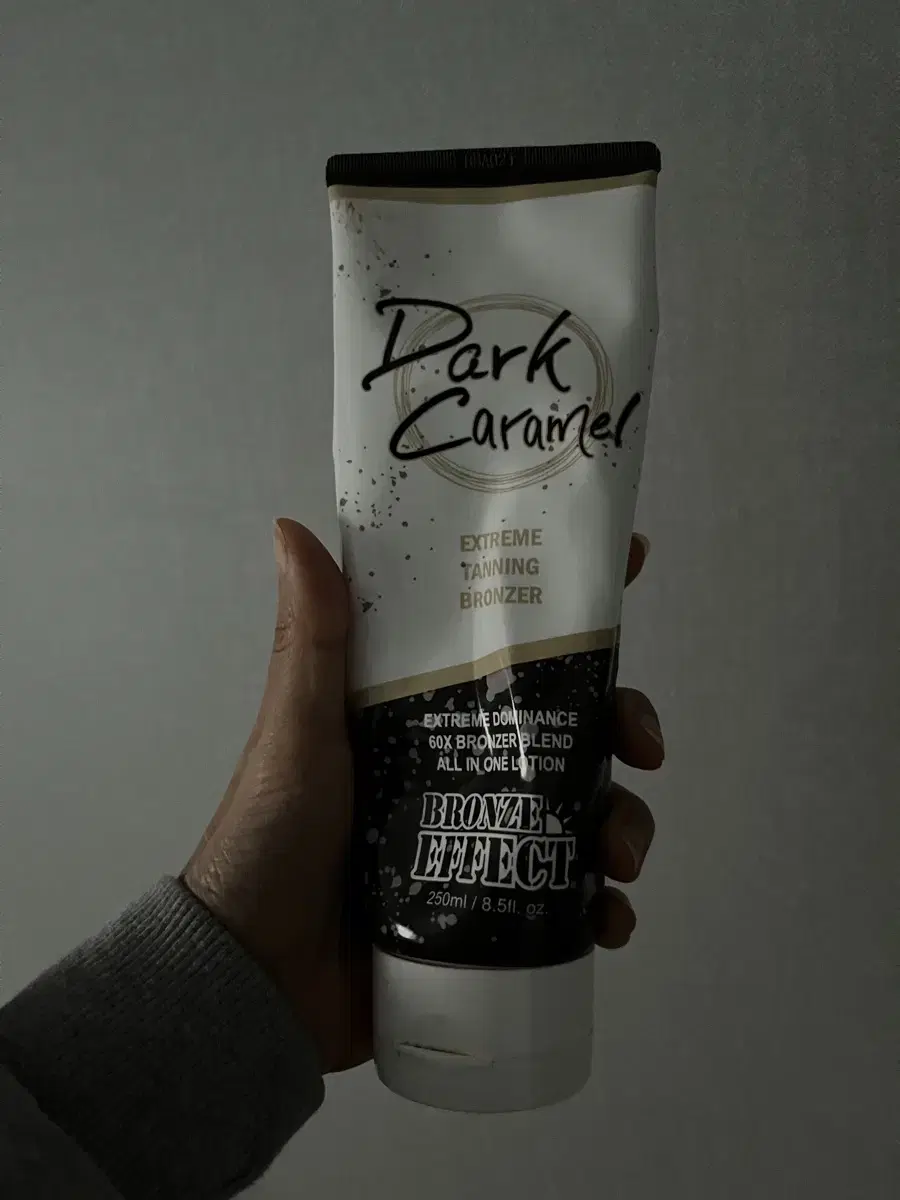 Dark
Caramel
EXTREME
TANNING
BRONZER
EXTREME DOMINANCE
60X BRONZER BLEND
ALL IN ONE LOTION
BRONZE
EFFECT
250ml / 8.5fl. oz.